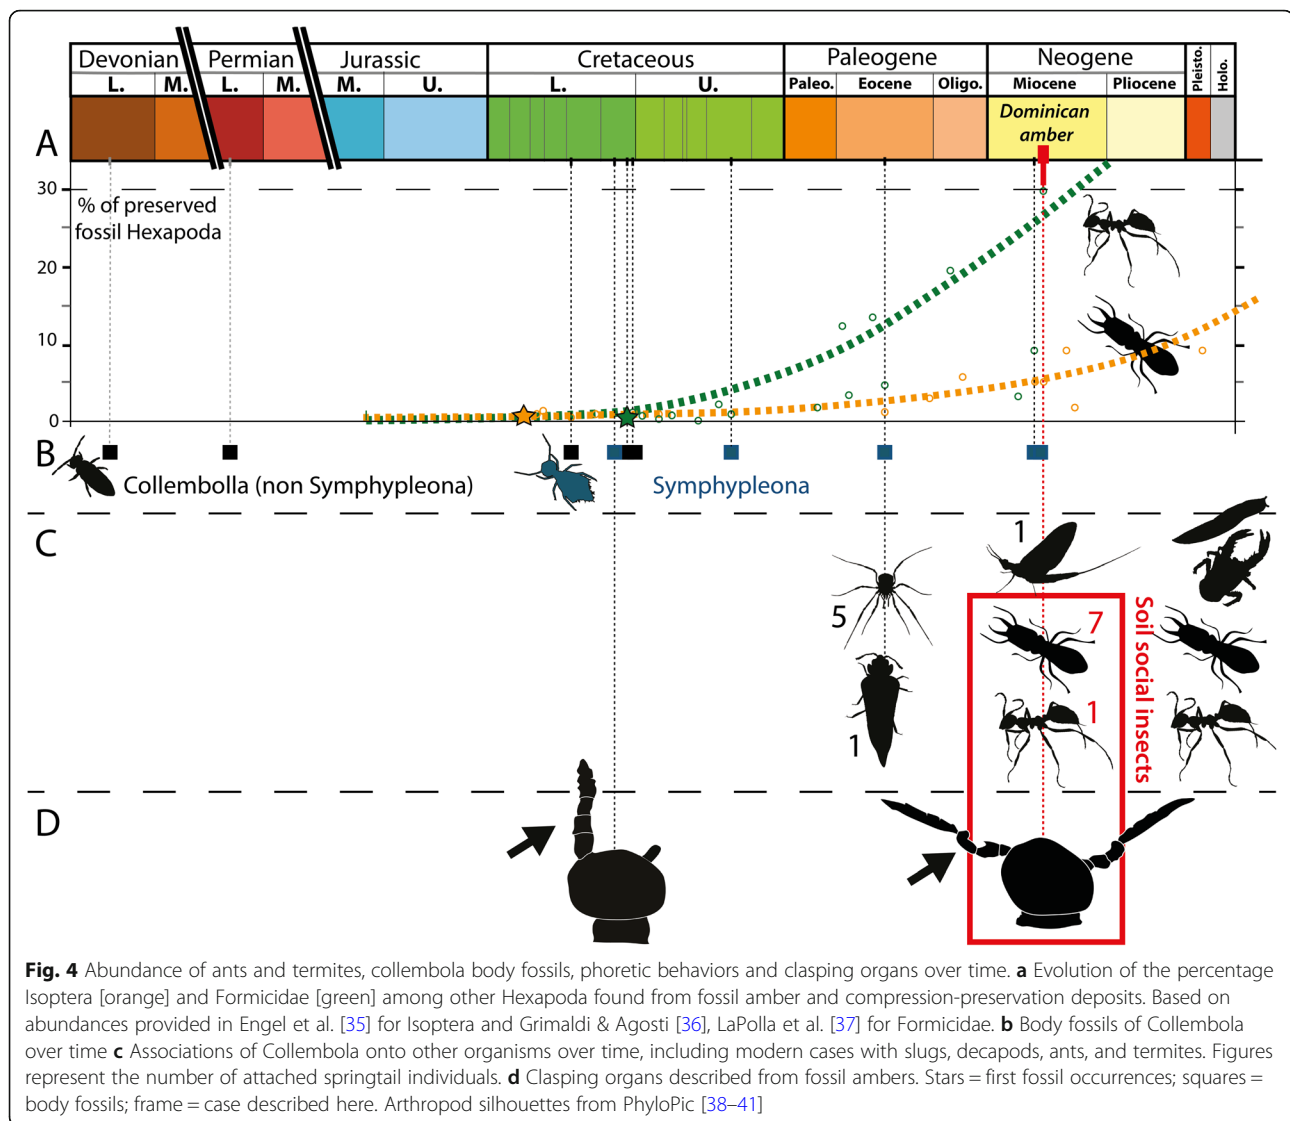 Devonian Permian Jurassic Cretaceous Paleogene Neogene Pleisto. Holo.
L. M. L. M. M. U. L. U. Paleo. Eocene Oligo. Miocene Pliocene
Dominican
amber
A
30
% of preserved
fossil Hexapoda
20
10
0
B
Collembolla (non Symphypleona)
Symphypleona
C
1
5
7
1
1
Soil social insects
D
Fig. 4 Abundance of ants and termites, collembola body fossils, phoretic behaviors and clasping organs over time. a Evolution of the percentage
Isoptera [orange] and Formicidae [green] among other Hexapoda found from fossil amber and compression-preservation deposits. Based on
abundances provided in Engel et al. [35] for Isoptera and Grimaldi & Agosti [36], LaPolla et al. [37] for Formicidae. b Body fossils of Collembola
over time c Associations of Collembola onto other organisms over time, including modern cases with slugs, decapods, ants, and termites. Figures
represent the number of attached springtail individuals. d Clasping organs described from fossil ambers. Stars = first fossil occurrences; squares =
body fossils; frame = case described here. Arthropod silhouettes from PhyloPic [38–41]